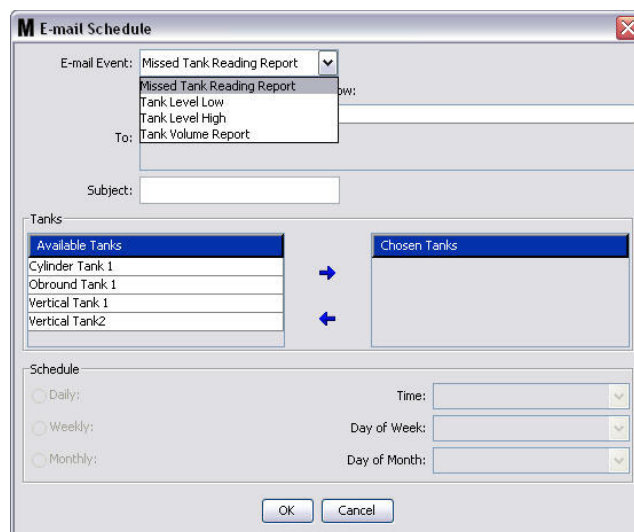 M E-mail Schedule
E-mail Event: Missed Tank Reading Report
Missed Tank Reading Report
Tank Level Low
Tank Level High
Tank Volume Report
To:
Subject:
Tanks
Available Tanks Chosen Tanks
Cylinder Tank 1
Obround Tank 1
Vertical Tank 1
Vertical Tank2
Schedule
Daily: Time:
Weekly: Day of Week:
Monthly: Day of Month:
OK Cancel